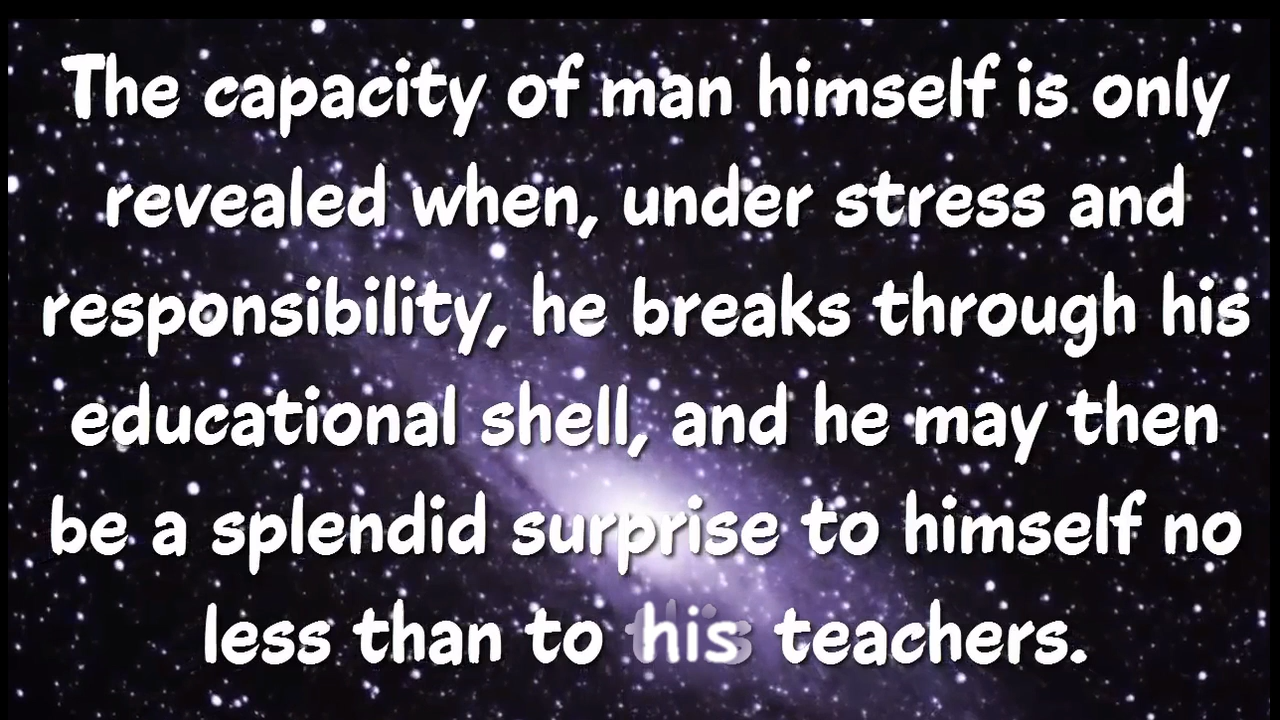 The capacity of man himself is only
revealed when, under stress and
responsibility, he breaks through his
educational shell, and he may then
be a splendid surprise to himself no
less than to his teachers.